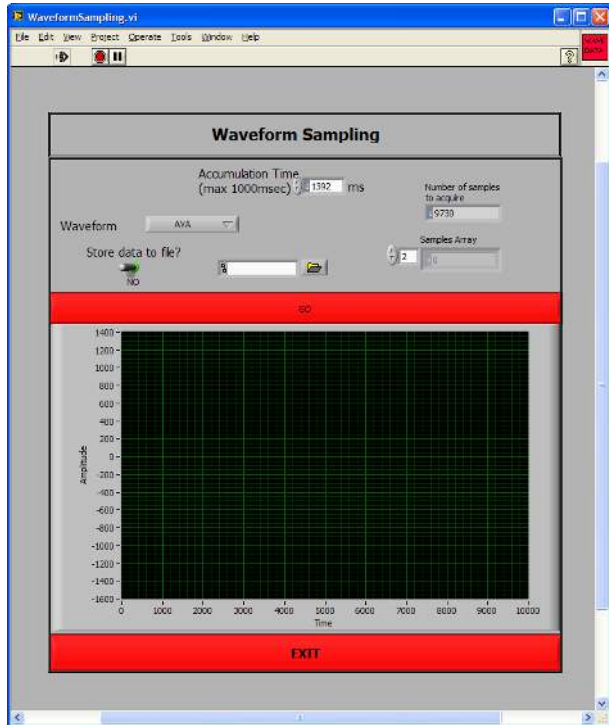 WaveformSampling.vi
File Edit View Project Operate Tools Window Help
WAVE
DATA
Waveform Sampling
Accumulation Time
(max 1000msec) 1392 ms
Number of samples
to acquire
9730
Waveform AVA
Samples Array
2 0
Store data to file?
NO
GO
1400
1200
1000
800
600
400
200
0
-200
-400
-600
-800
-1000
-1200
-1400
-1600
Amplitude
0 1000 2000 3000 4000 5000 6000 7000 8000 9000 10000
Time
EXIT